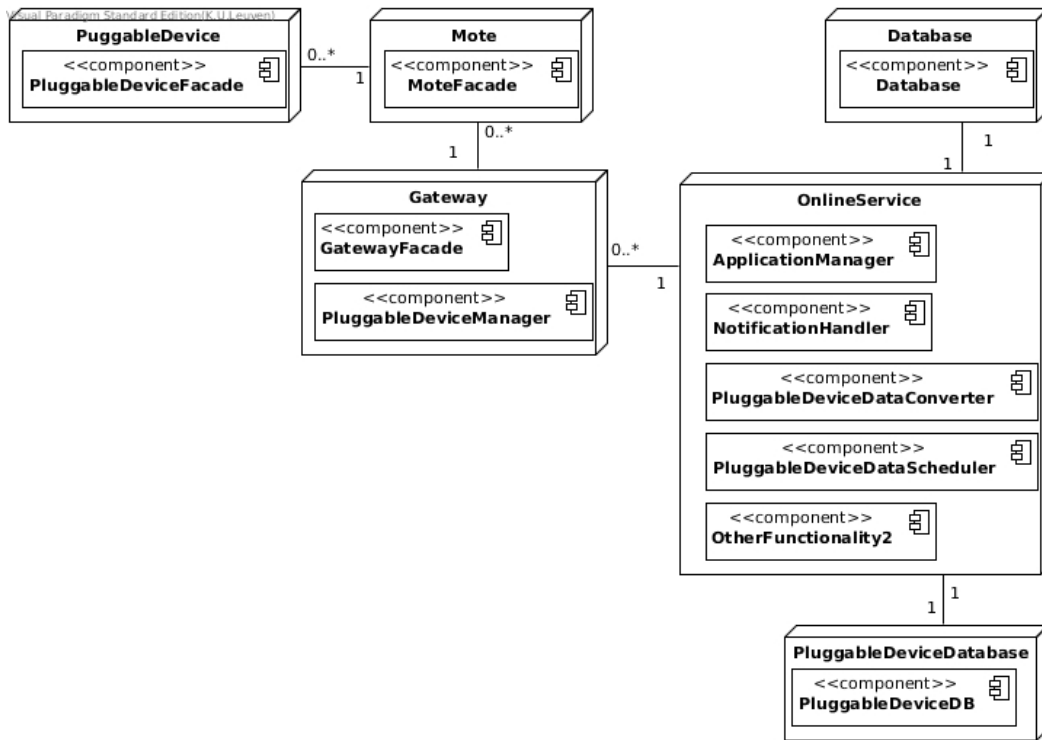 Visual Paradigm Standard Edition(K.U.Leuven)
PuggableDevice
<<component>>
PluggableDeviceFacade
0..*
1
Mote
<<component>>
MoteFacade
Database
<<component>>
Database
0..*
1
1
1
Gateway
<<component>>
GatewayFacade
<<component>>
PluggableDeviceManager
0..*
1
OnlineService
<<component>>
ApplicationManager
<<component>>
NotificationHandler
<<component>>
PluggableDeviceDataConverter
<<component>>
PluggableDeviceDataScheduler
<<component>>
OtherFunctionality2
1
1
PluggableDeviceDatabase
<<component>>
PluggableDeviceDB